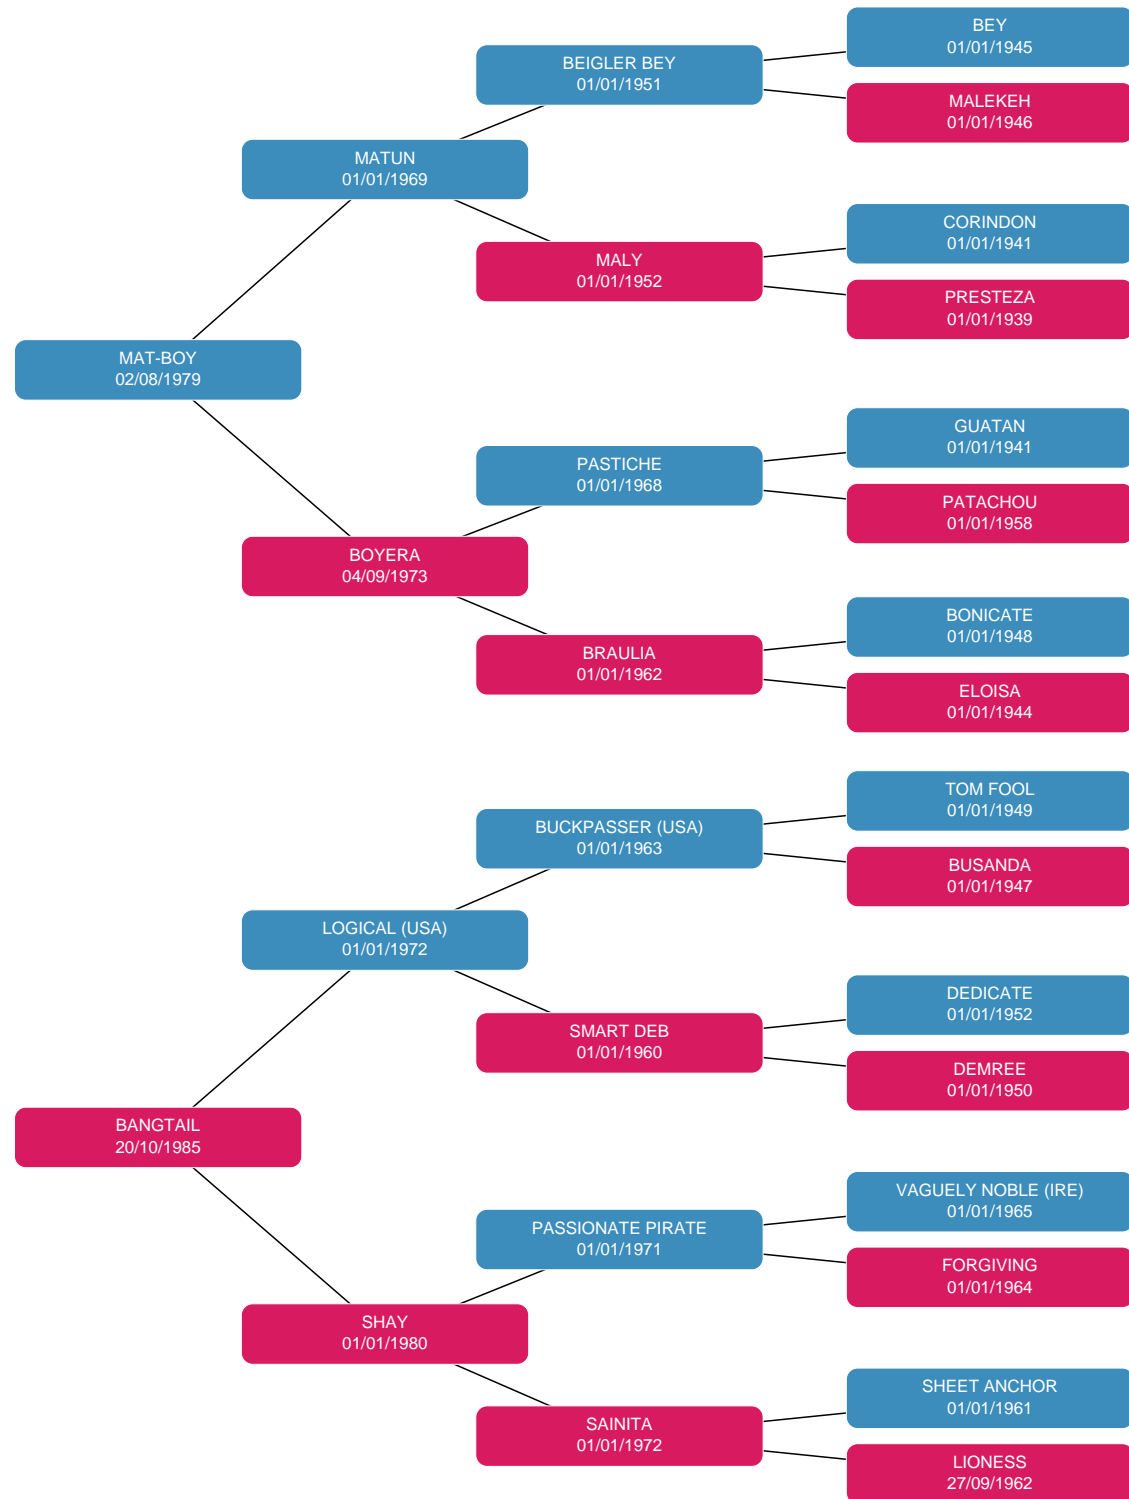 BEY
01/01/1945
BEIGLER BEY
01/01/1951
MALEKEH
01/01/1946
MATUN
01/01/1969
CORINDON
01/01/1941
MALY
01/01/1952
PRESTEZA
01/01/1939
MAT-BOY
02/08/1979
GUATAN
01/01/1941
PASTICHE
01/01/1968
PATACHOU
01/01/1958
BOYERA
04/09/1973
BONICATE
01/01/1948
BRAULIA
01/01/1962
ELOISA
01/01/1944
TOM FOOL
01/01/1949
BUCKPASSER (USA)
01/01/1963
BUSANDA
01/01/1947
LOGICAL (USA)
01/01/1972
DEDICATE
01/01/1952
SMART DEB
01/01/1960
DEMREE
01/01/1950
BANGTAIL
20/10/1985
VAGUELY NOBLE (IRE)
01/01/1965
PASSIONATE PIRATE
01/01/1971
FORGIVING
01/01/1964
SHAY
01/01/1980
SHEET ANCHOR
01/01/1961
SAINITA
01/01/1972
LIONESS
27/09/1962